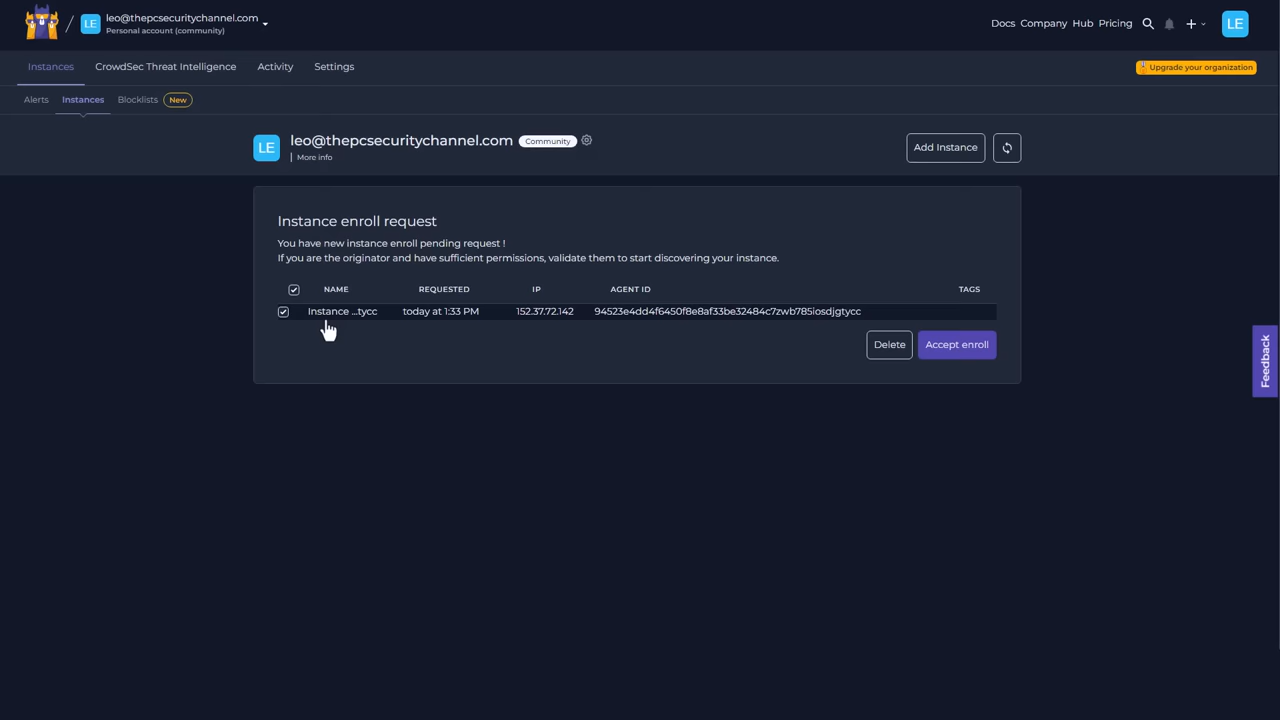 / LE leo@thepcsecuritychannel.com
Personal account (community)
Docs Company Hub Pricing LE
Instances CrowdSec Threat Intelligence Activity Settings Upgrade your organization
Alerts Instances Blocklists New
LE leo@thepcsecuritychannel.com Community
More info
Add Instance
Instance enroll request
You have new instance enroll pending request !
If you are the originator and have sufficient permissions, validate them to start discovering your instance.
NAME REQUESTED IP AGENT ID TAGS
Instance ...tycc today at 1:33 PM 152.37.72.142 94523e4dd4f6450f8e8af33be32484c7zwb785iosdjgtycc
Delete Accept enroll
Feedback